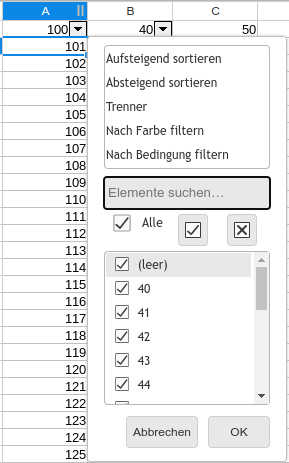 A B C
100 40 50
101
102
103
104
105
106
107
108
109
110
111
112
113
114
115
116
117
118
119
120
121
122
123
124
125
Aufsteigend sortieren
Absteigend sortieren
Trenner
Nach Farbe filtern
Nach Bedingung filtern
Elemente suchen...
Alle
(leer)
40
41
42
43
44
Abbrechen OK